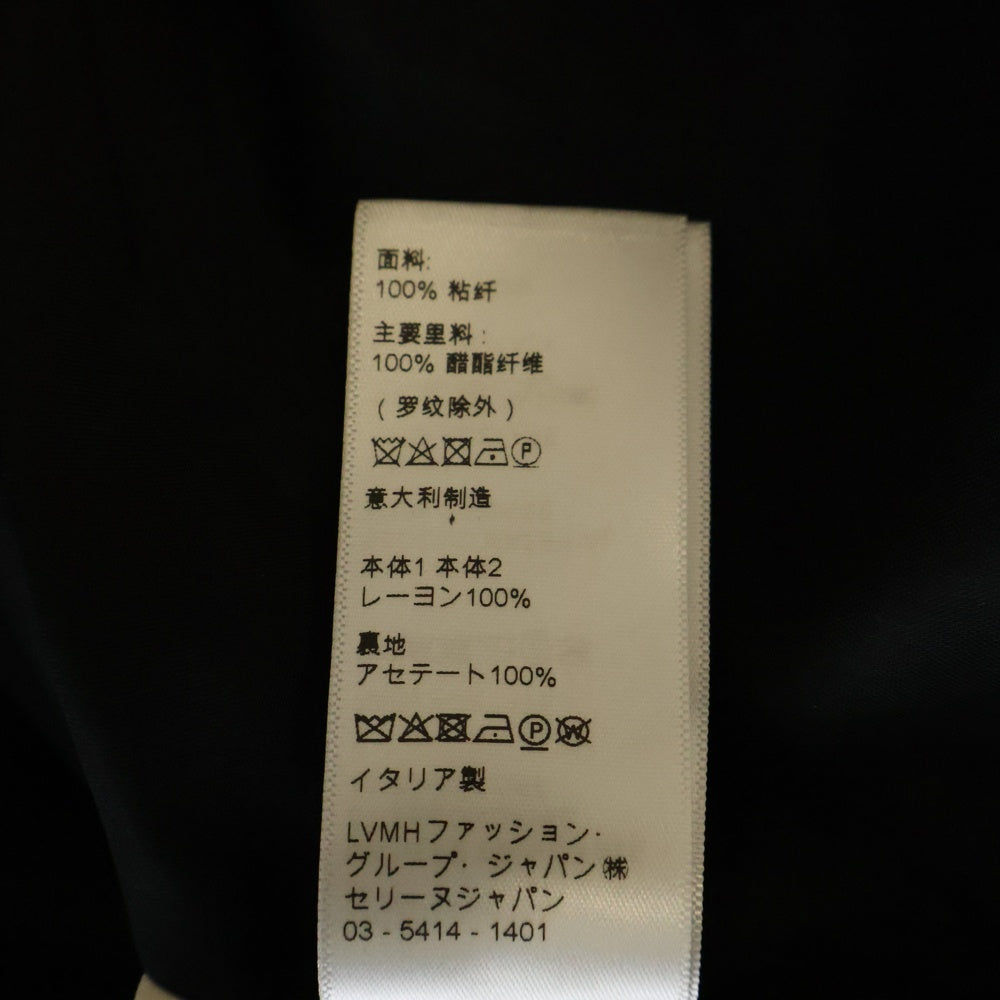 面料:
100% 粘纤
主要里料:
100% 醋酯纤维
(罗纹除外)
P
意大利制造
本体1 本体2
レーヨン100%
裏地
アセテート100%
P W
イタリア製
LVMHファッション・
グループ・ジャパン㈱
セリーヌジャパン
03 - 5414 - 1401